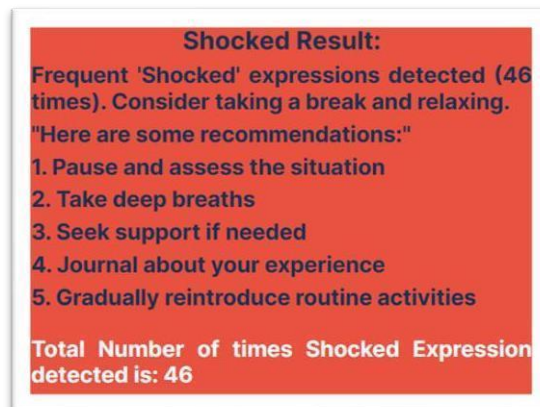 Shocked Result:
Frequent 'Shocked' expressions detected (46
times). Consider taking a break and relaxing.
"Here are some recommendations:"
1. Pause and assess the situation
2. Take deep breaths
3. Seek support if needed
4. Journal about your experience
5. Gradually reintroduce routine activities
Total Number of times Shocked Expression
detected is: 46